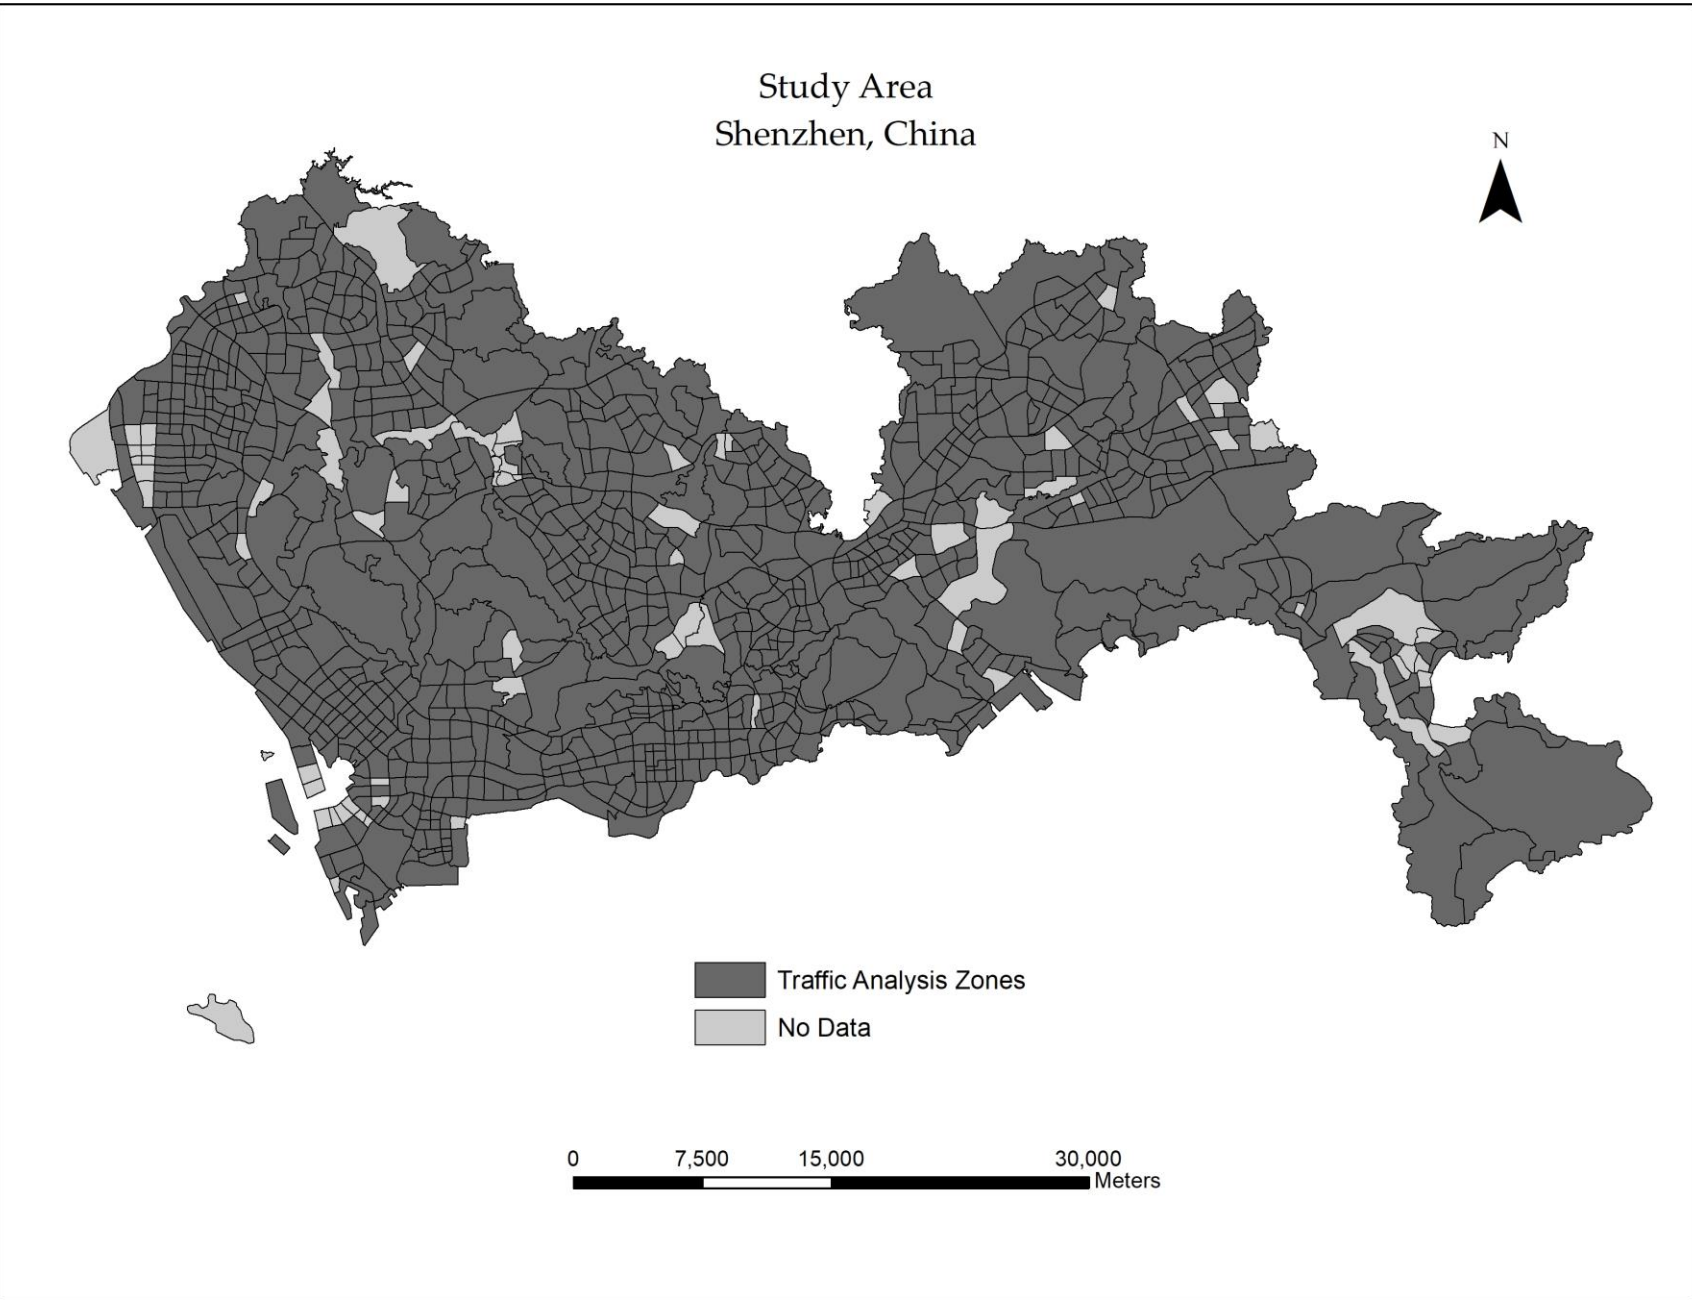 Study Area
Shenzhen, China
N
Traffic Analysis Zones
No Data
0 7,500 15,000 30,000
Meters